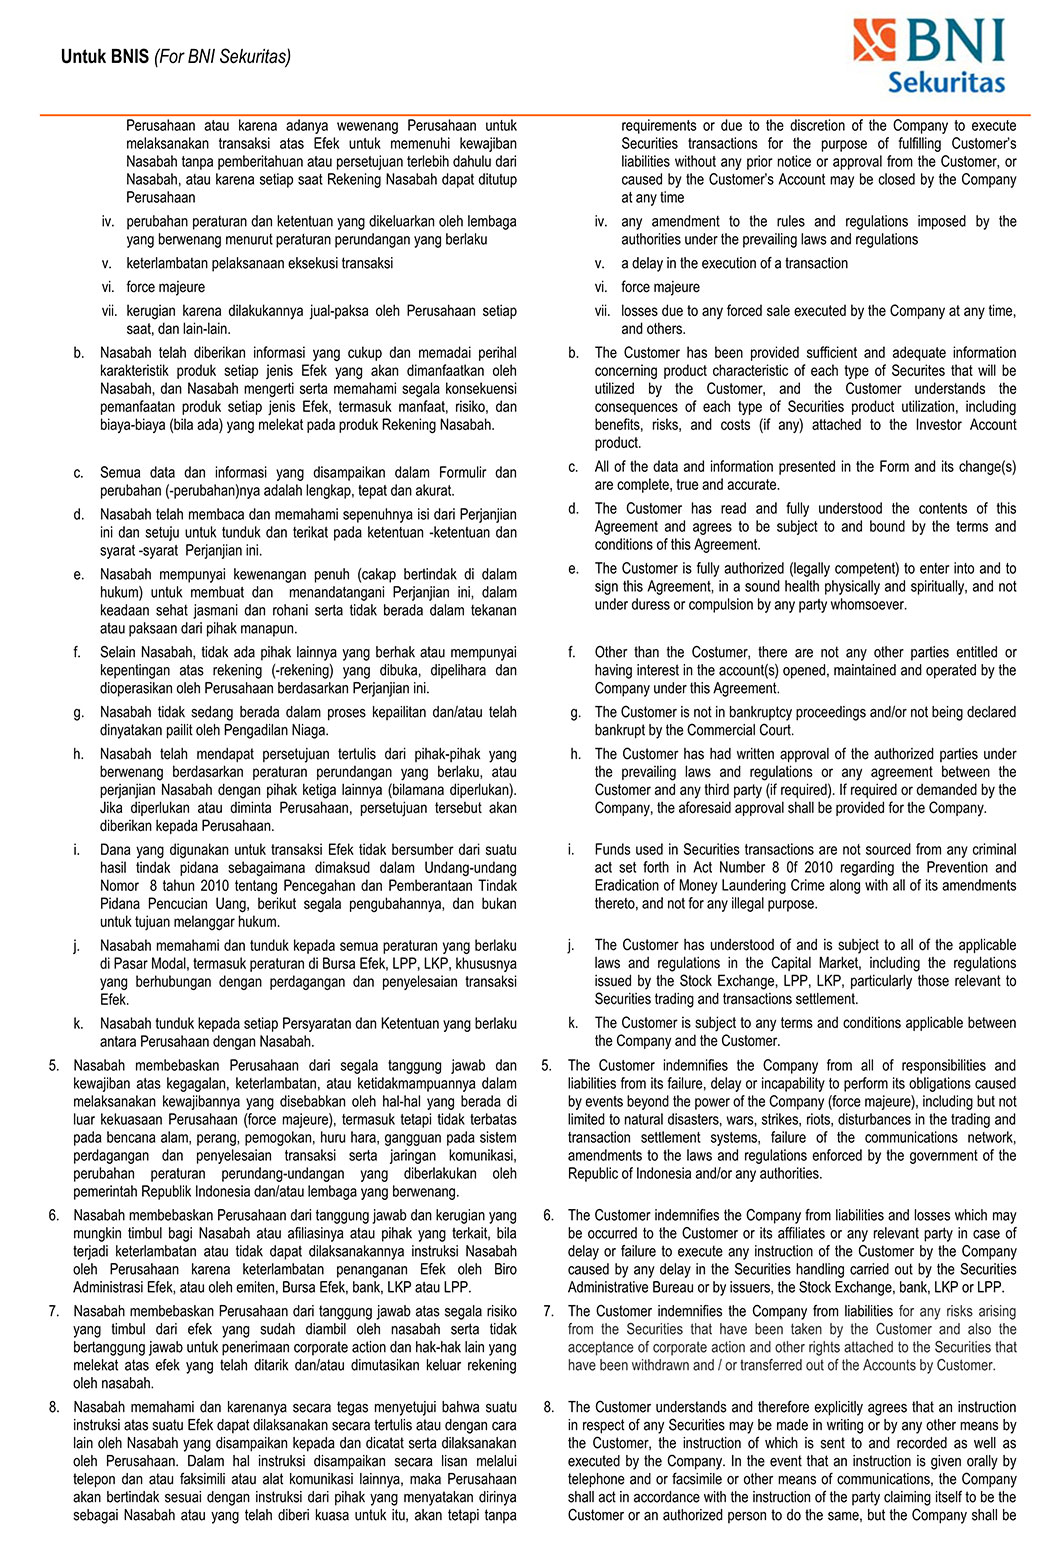 Untuk BNIS (For BNI Sekuritas)
BNI
Sekuritas
Perusahaan atau karena adanya wewenang Perusahaan untuk
melaksanakan transaksi atas Efek untuk memenuhi kewajiban
Nasabah tanpa pemberitahuan atau persetujuan terlebih dahulu dari
Nasabah, atau karena setiap saat Rekening Nasabah dapat ditutup
Perusahaan
iv. perubahan peraturan dan ketentuan yang dikeluarkan oleh lembaga
yang berwenang menurut peraturan perundangan yang berlaku
v. keterlambatan pelaksanaan eksekusi transaksi
vi. force majeure
vii. kerugian karena dilakukannya jual-paksa oleh Perusahaan setiap
saat, dan lain-lain.
b. Nasabah telah diberikan informasi yang cukup dan memadai perihal
karakteristik produk setiap jenis Efek yang akan dimanfaatkan oleh
Nasabah, dan Nasabah mengerti serta memahami segala konsekuensi
pemanfaatan produk setiap jenis Efek, termasuk manfaat, risiko, dan
biaya-biaya (bila ada) yang melekat pada produk Rekening Nasabah.
c. Semua data dan informasi yang disampaikan dalam Formulir dan
perubahan (-perubahan)nya adalah lengkap, tepat dan akurat.
d. Nasabah telah membaca dan memahami sepenuhnya isi dari Perjanjian
ini dan setuju untuk tunduk dan terikat pada ketentuan -ketentuan dan
syarat -syarat Perjanjian ini.
e. Nasabah mempunyai kewenangan penuh (cakap bertindak di dalam
hukum) untuk membuat dan menandatangani Perjanjian ini, dalam
keadaan sehat jasmani dan rohani serta tidak berada dalam tekanan
atau paksaan dari pihak manapun.
f. Selain Nasabah, tidak ada pihak lainnya yang berhak atau mempunyai
kepentingan atas rekening (-rekening) yang dibuka, dipelihara dan
dioperasikan oleh Perusahaan berdasarkan Perjanjian ini.
g. Nasabah tidak sedang berada dalam proses kepailitan dan/atau telah
dinyatakan pailit oleh Pengadilan Niaga.
h. Nasabah telah mendapat persetujuan tertulis dari pihak-pihak yang
berwenang berdasarkan peraturan perundangan yang berlaku, atau
perjanjian Nasabah dengan pihak ketiga lainnya (bilamana diperlukan).
Jika diperlukan atau diminta Perusahaan, persetujuan tersebut akan
diberikan kepada Perusahaan.
i. Dana yang digunakan untuk transaksi Efek tidak bersumber dari suatu
hasil tindak pidana sebagaimana dimaksud dalam Undang-undang
Nomor 8 tahun 2010 tentang Pencegahan dan Pemberantaan Tindak
Pidana Pencucian Uang, berikut segala pengubahannya, dan bukan
untuk tujuan melanggar hukum.
j. Nasabah memahami dan tunduk kepada semua peraturan yang berlaku
di Pasar Modal, termasuk peraturan di Bursa Efek, LPP, LKP, khususnya
yang berhubungan dengan perdagangan dan penyelesaian transaksi
Efek.
k. Nasabah tunduk kepada setiap Persyaratan dan Ketentuan yang berlaku
antara Perusahaan dengan Nasabah.
5. Nasabah membebaskan Perusahaan dari segala tanggung jawab dan
kewajiban atas kegagalan, keterlambatan, atau ketidakmampuannya dalam
melaksanakan kewajibannya, yang disebabkan oleh hal-hal yang berada di
luar kekuasaan Perusahaan (force majeure), termasuk tetapi tidak terbatas
pada bencana alam, perang, pemogokan, huru hara, gangguan pada sistem
perdagangan dan penyelesaian transaksi serta jaringan komunikasi,
perubahan peraturan perundang-undangan yang diberlakukan oleh
pemerintah Republik Indonesia dan/atau lembaga yang berwenang.
6. Nasabah membebaskan Perusahaan dari tanggung jawab dan kerugian yang
mungkin timbul bagi Nasabah atau afiliasinya atau pihak yang terkait, bila
terjadi keterlambatan atau tidak dapat dilaksanakannya instruksi Nasabah
oleh Perusahaan karena keterlambatan penanganan Efek oleh Biro
Administrasi Efek, atau oleh emiten, Bursa Efek, bank, LKP atau LPP.
7. Nasabah membebaskan Perusahaan dari tanggung jawab atas segala risiko
yang timbul dari efek yang sudah diambil oleh nasabah serta tidak
bertanggung jawab untuk penerimaan corporate action dan hak-hak lain yang
melekat atas efek yang telah ditarik dan/atau dimutasikan keluar rekening
oleh nasabah.
8. Nasabah memahami dan karenanya secara tegas menyetujui bahwa suatu
instruksi atas suatu Efek dapat dilaksanakan secara tertulis atau dengan cara
lain oleh Nasabah yang disampaikan kepada dan dicatat serta dilaksanakan
oleh Perusahaan. Dalam hal instruksi disampaikan secara lisan melalui
telepon dan atau faksimili atau alat komunikasi lainnya, maka Perusahaan
akan bertindak sesuai dengan instruksi dari pihak yang menyatakan dirinya
sebagai Nasabah atau yang telah diberi kuasa untuk itu, akan tetapi tanpa
requirements or due to the discretion of the Company to execute
Securities transactions for the purpose of fulfilling Customer's
liabilities without any prior notice or approval from the Customer, or
caused by the Customer's Account may be closed by the Company
at any time
iv. any amendment to the rules and regulations imposed by the
authorities under the prevailing laws and regulations
v. a delay in the execution of a transaction
vi. force majeure
vii. losses due to any forced sale executed by the Company at any time,
and others.
b. The Customer has been provided sufficient and adequate information
concerning product characteristic of each type of Securites that will be
utilized by the Customer, and the Customer understands the
consequences of each type of Securities product utilization, including
benefits, risks, and costs (if any) attached to the Investor Account
product.
c. All of the data and information presented in the Form and its change(s)
are complete, true and accurate.
d. The Customer has read and fully understood the contents of this
Agreement and agrees to be subject to and bound by the terms and
conditions of this Agreement.
e. The Customer is fully authorized (legally competent) to enter into and to
sign this Agreement, in a sound health physically and spiritually, and not
under duress or compulsion by any party whomsoever.
f. Other than the Costumer, there are not any other parties entitled or
having interest in the account(s) opened, maintained and operated by the
Company under this Agreement.
g. The Customer is not in bankruptcy proceedings and/or not being declared
bankrupt by the Commercial Court.
h. The Customer has had written approval of the authorized parties under
the prevailing laws and regulations or any agreement between the
Customer and any third party (if required). If required or demanded by the
Company, the aforesaid approval shall be provided for the Company.
i. Funds used in Securities transactions are not sourced from any criminal
act set forth in Act Number 8 0f 2010 regarding the Prevention and
Eradication of Money Laundering Crime along with all of its amendments
thereto, and not for any illegal purpose.
j. The Customer has understood of and is subject to all of the applicable
laws and regulations in the Capital Market, including the regulations
issued by the Stock Exchange, LPP, LKP, particularly those relevant to
Securities trading and transactions settlement.
k. The Customer is subject to any terms and conditions applicable between
the Company and the Customer.
5. The Customer indemnifies the Company from all of responsibilities and
liabilities from its failure, delay or incapability to perform its obligations caused
by events beyond the power of the Company (force majeure), including but not
limited to natural disasters, wars, strikes, riots, disturbances in the trading and
transaction settlement systems, failure of the communications network,
amendments to the laws and regulations enforced by the government of the
Republic of Indonesia and/or any authorities.
6. The Customer indemnifies the Company from liabilities and losses which may
be occurred to the Customer or its affiliates or any relevant party in case of
delay or failure to execute any instruction of the Customer by the Company
caused by any delay in the Securities handling carried out by the Securities
Administrative Bureau or by issuers, the Stock Exchange, bank, LKP or LPP.
7. The Customer indemnifies the Company from liabilities for any risks arising
from the Securities that have been taken by the Customer and also the
acceptance of corporate action and other rights attached to the Securities that
have been withdrawn and / or transferred out of the Accounts by Customer.
8. The Customer understands and therefore explicitly agrees that an instruction
in respect of any Securities may be made in writing or by any other means by
the Customer, the instruction of which is sent to and recorded as well as
executed by the Company. In the event that an instruction is given orally by
telephone and or facsimile or other means of communications, the Company
shall act in accordance with the instruction of the party claiming itself to be the
Customer or an authorized person to do the same, but the Company shall be